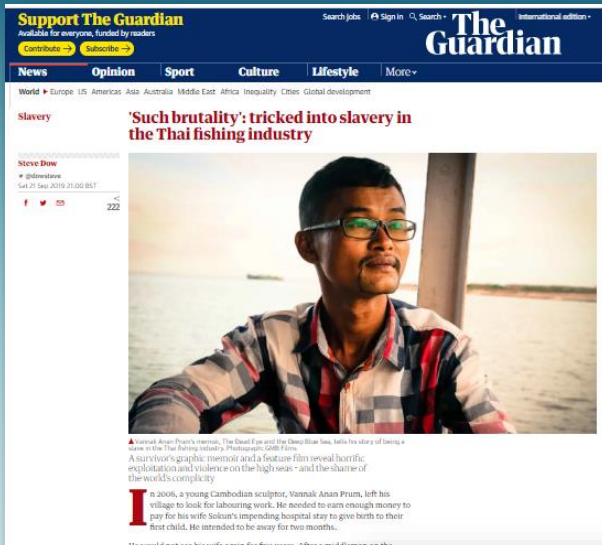 Support The Guardian
Available for everyone, funded by readers
Contribute →
Subscribe →
Search jobs
Sign in
Search
International edition
The Guardian
News
Opinion
Sport
Culture
Lifestyle
More
World
Europe US Americas Asia Australia Middle East Africa Inequality Cities Global development
Slavery
'Such brutality': tricked into slavery in
the Thai fishing industry
Steve Dow
@dowsteve
Sat 21 Sep 2019 21.00 BST
222
Vannak Anan Prum's memoir, The Dead Eye and the Deep Blue Sea, tells his story of being a
slave in the Thai fishing industry. Photograph: GMB Films
A survivor's graphic memoir and a feature film reveal horrific
exploitation and violence on the high seas - and the shame of
the world's complicity
In 2006, a young Cambodian sculptor, Vannak Anan Prum, left his
village to look for labouring work. He needed to earn enough money to
pay for his wife Sokun's impending hospital stay to give birth to their
first child. He intended to be away for two months.